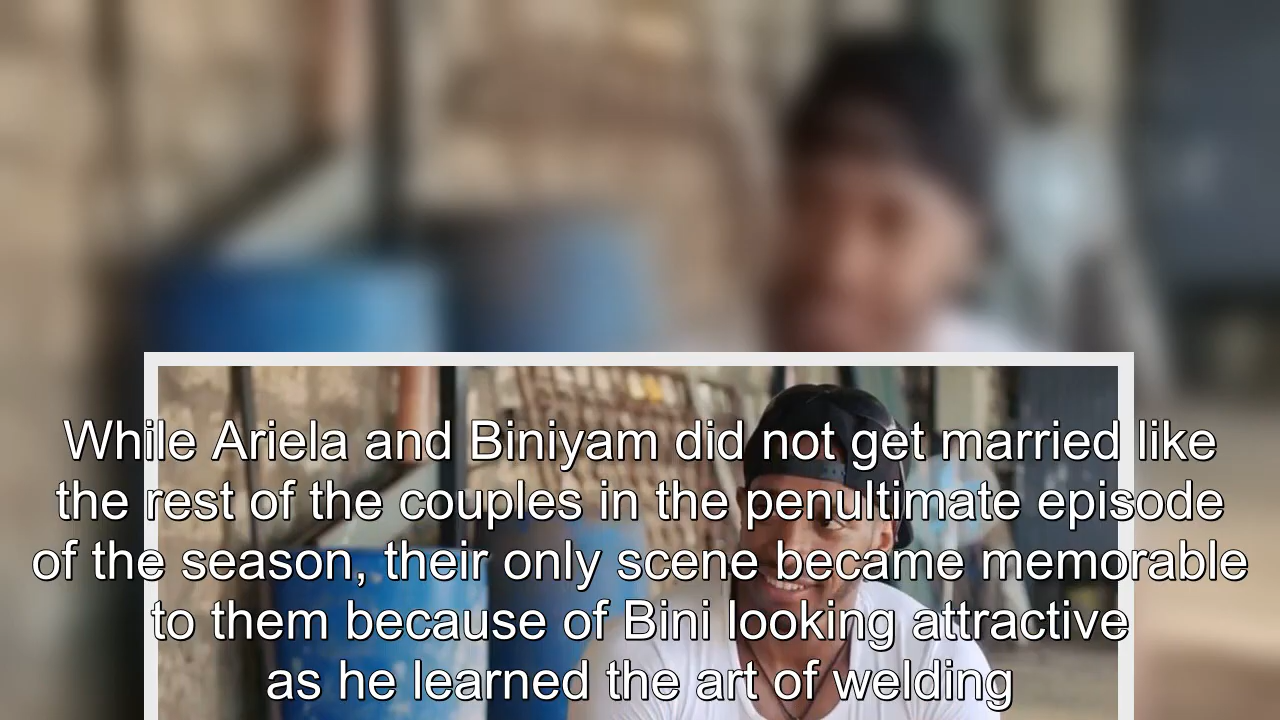 While Ariela and Biniyam did not get married like
the rest of the couples in the penultimate episode
of the season, their only scene became memorable
to them because of Bini looking attractive
as he learned the art of welding